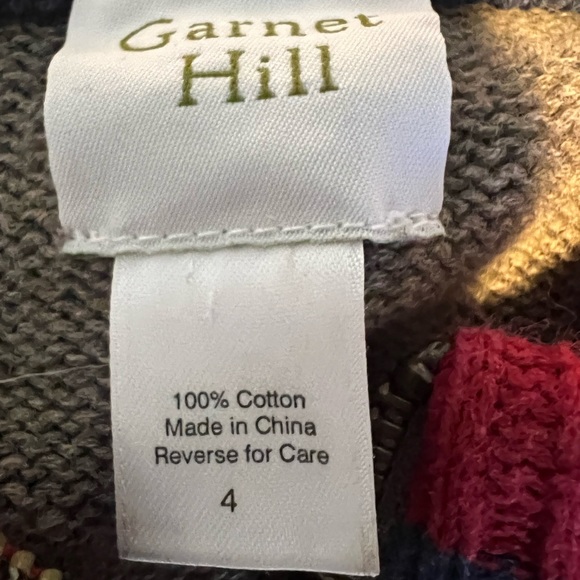 Garnet
Hill
100% Cotton
Made in China
Reverse for Care
4